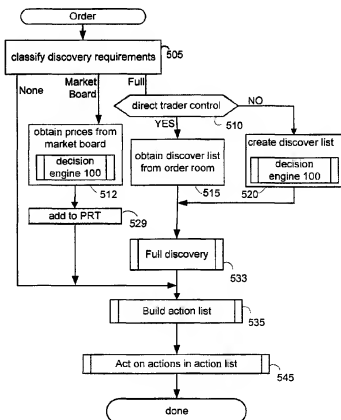 Order
classify discovery requirements
505
None
Market
Board
Full
direct trader control
510
NO
YES
obtain prices from
market board
decision
engine 100
512
obtain discover list
from order room
515
create discover list
decision
engine 100
520
add to PRT
529
Full discovery
533
Build action list
535
Act on actions in action list
545
done